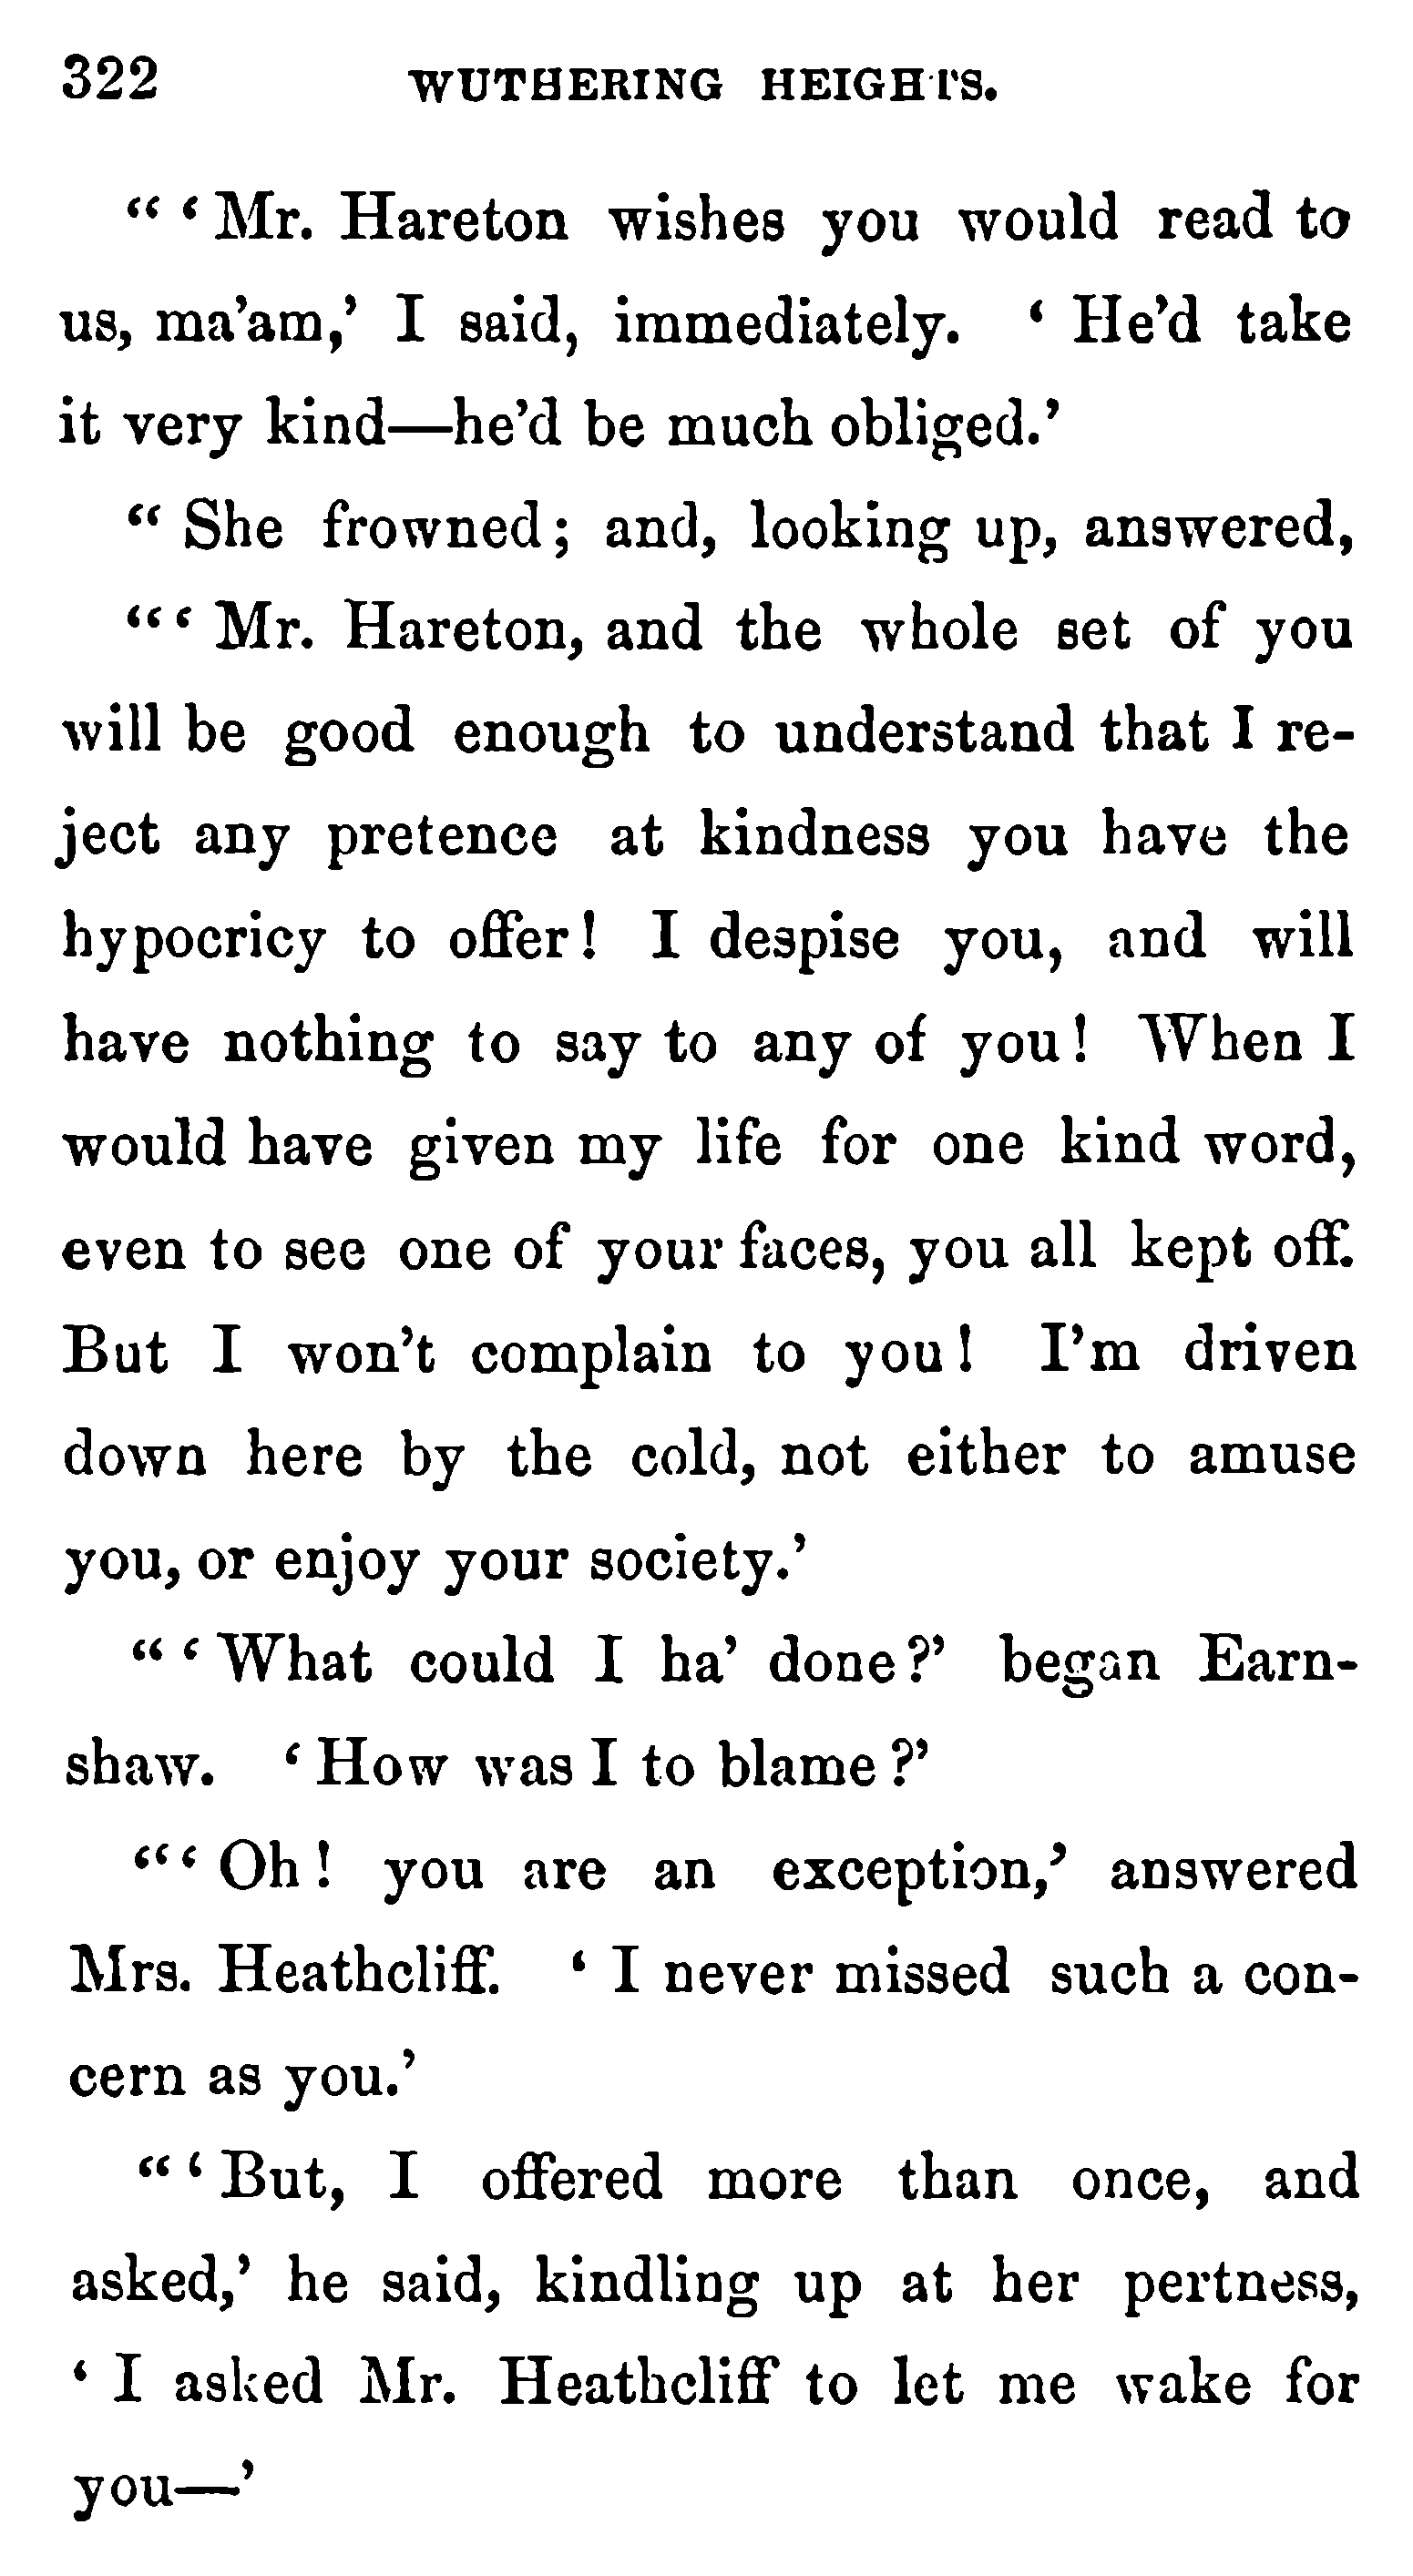 322 WUTHERING HEIGHTS.
“ ‘ Mr. Hareton wishes you would read to
us, ma’am,’ I said, immediately. ‘ He’d take
it very kind—he’d be much obliged.’
“ She frowned; and, looking up, answered,
“ ‘ Mr. Hareton, and the whole set of you
will be good enough to understand that I re-
ject any pretence at kindness you have the
hypocricy to offer! I despise you, and will
have nothing to say to any of you! When I
would have given my life for one kind word,
even to see one of your faces, you all kept off.
But I won’t complain to you! I’m driven
down here by the cold, not either to amuse
you, or enjoy your society.’
“ ‘ What could I ha’ done?’ began Earn-
shaw. ‘ How was I to blame?’
“ ‘ Oh! you are an exception,’ answered
Mrs. Heathcliff. ‘ I never missed such a con-
cern as you.’
“ ‘ But, I offered more than once, and
asked,’ he said, kindling up at her pertness,
‘ I asked Mr. Heathcliff to let me wake for
you—’